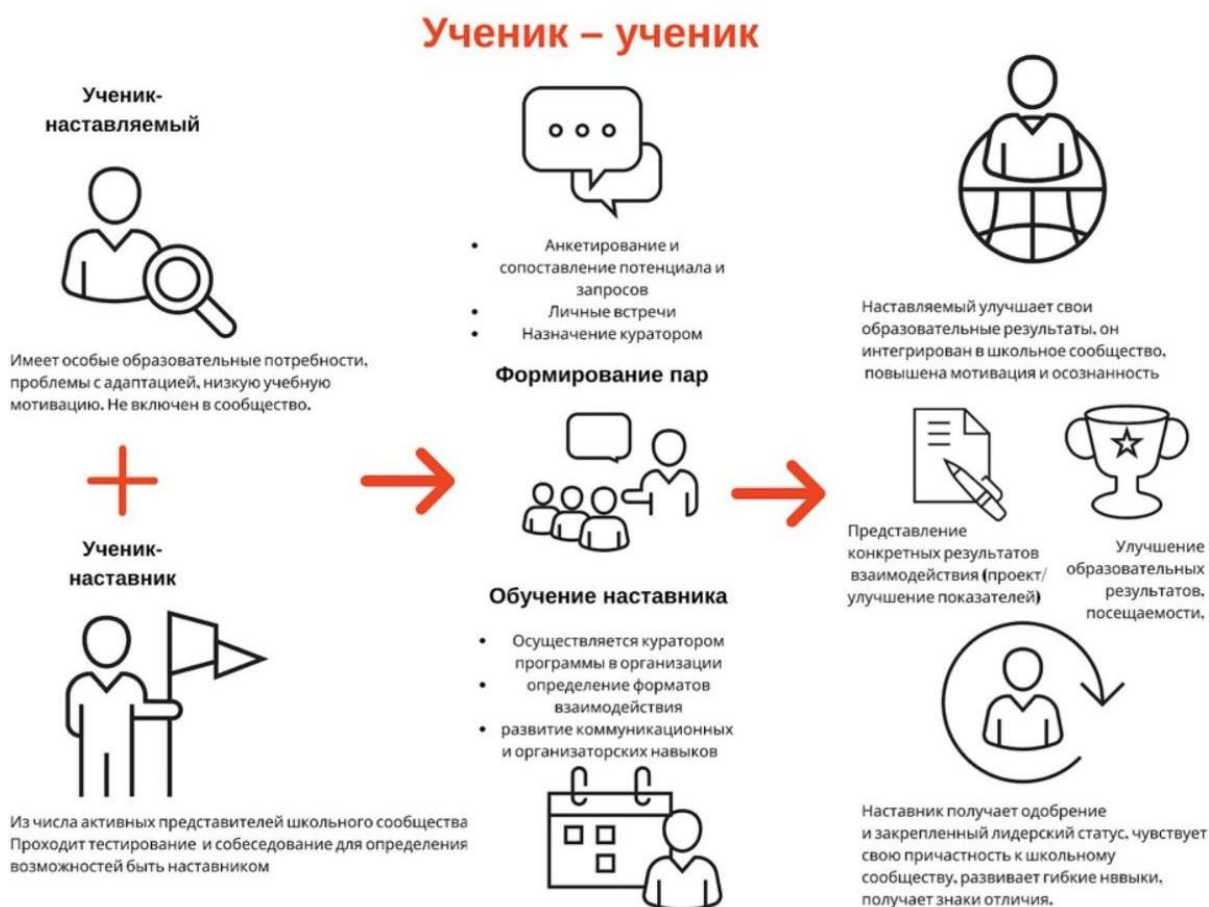 Ученик – ученик
Ученик-
наставляемый
Имеет особые образовательные потребности,
проблемы с адаптацией, низкую учебную
мотивацию. Не включен в сообщество.
Ученик-
наставник
Из числа активных представителей школьного сообщества
Проходит тестирование и собеседование для определения
возможностей быть наставником
• Анкетирование и
сопоставление потенциала и
запросов
• Личные встречи
• Назначение куратором
Формирование пар
Обучение наставника
• Осуществляется куратором
программы в организации
• определение форматов
взаимодействия
• развитие коммуникационных
и организаторских навыков
Наставляемый улучшает свои
образовательные результаты, он
интегрирован в школьное сообщество,
повышена мотивация и осознанность
Представление
конкретных результатов
взаимодействия (проект/
улучшение показателей)
Улучшение
образовательных
результатов,
посещаемости.
Наставник получает одобрение
и закрепленный лидерский статус, чувствует
свою причастность к школьному
сообществу, развивает гибкие нввыки,
получает знаки отличия.